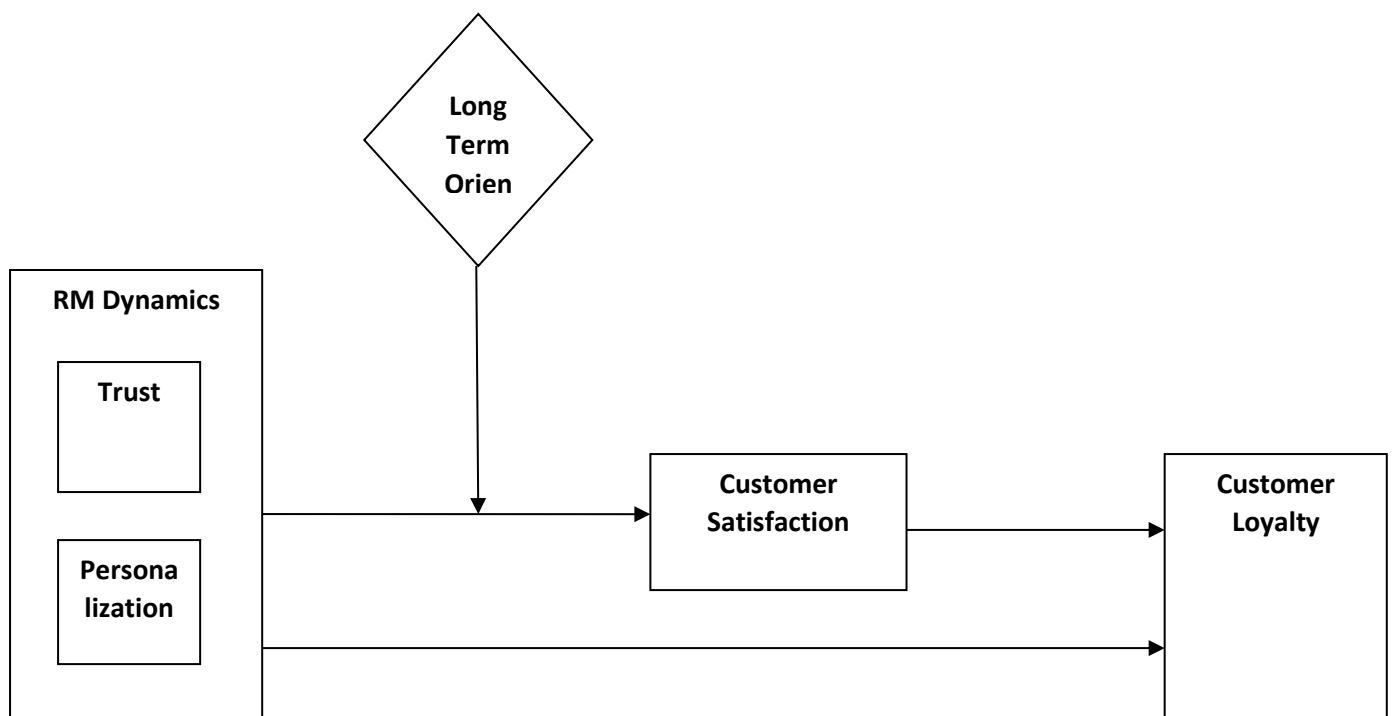 Long
Term
Orien
RM Dynamics
Trust
Persona
lization
Customer
Satisfaction
Customer
Loyalty